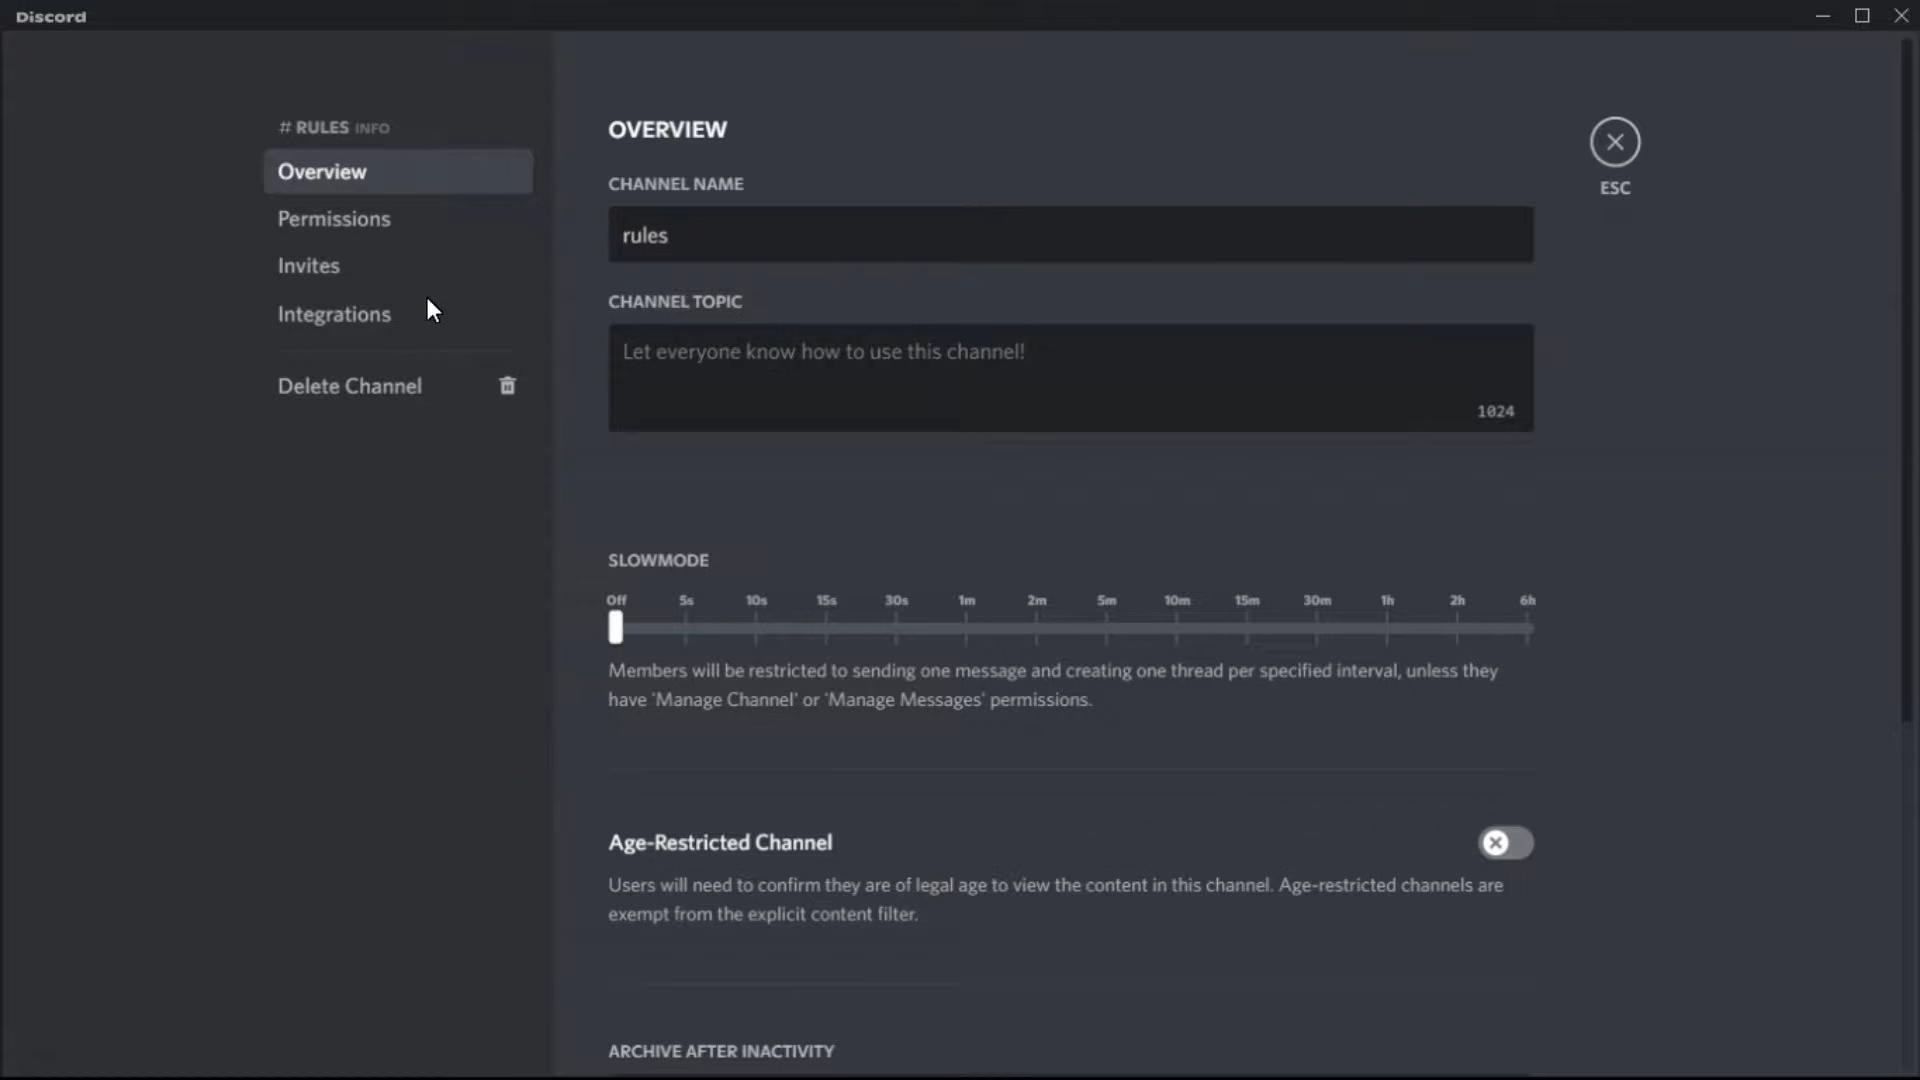 Discord
# RULES INFO
Overview
Permissions
Invites
Integrations
Delete Channel
OVERVIEW
CHANNEL NAME
rules
CHANNEL TOPIC
Let everyone know how to use this channel!
1024
ESC
SLOWMODE
Off 5s 10s 15s 30s 1m 2m 5m 10m 15m 30m 1h 2h 6h
Members will be restricted to sending one message and creating one thread per specified interval, unless they
have 'Manage Channel' or 'Manage Messages' permissions.
Age-Restricted Channel
Users will need to confirm they are of legal age to view the content in this channel. Age-restricted channels are
exempt from the explicit content filter.
ARCHIVE AFTER INACTIVITY